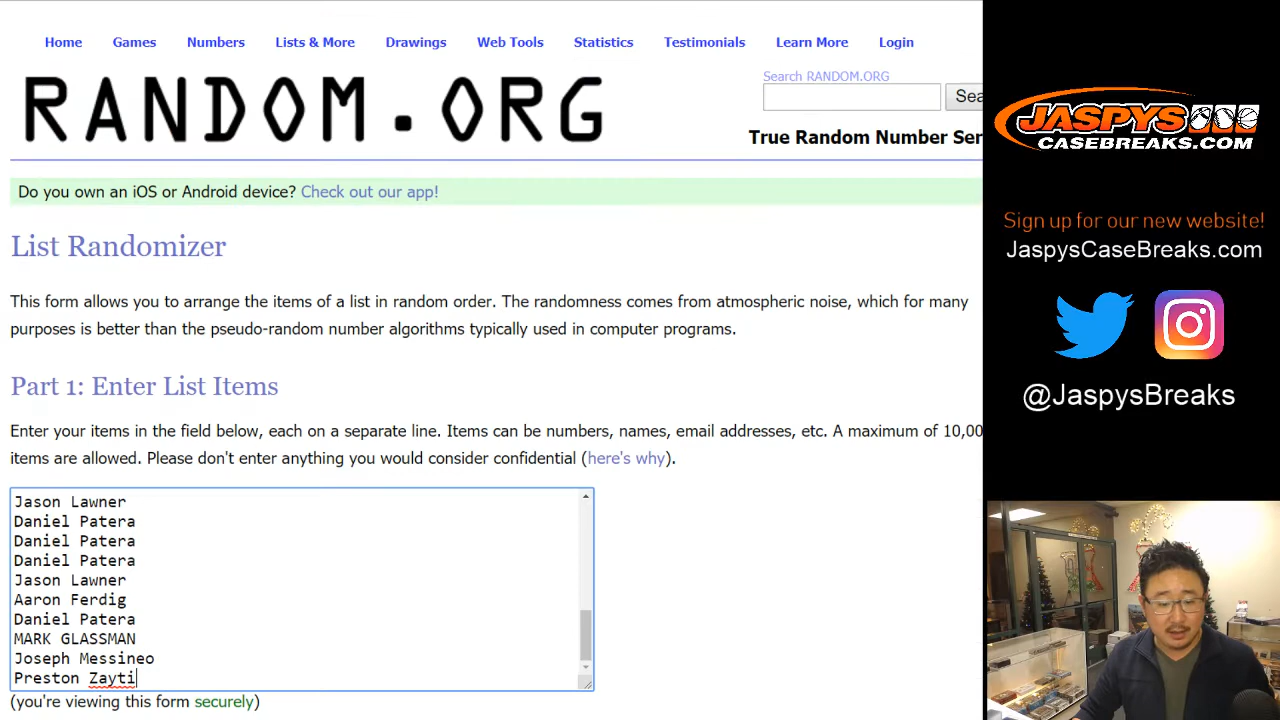 Home Games Numbers Lists & More Drawings Web Tools Statistics Testimonials Learn More Login
RANDOM.ORG
Search RANDOM.ORG
Sea
True Random Number Ser
Do you own an iOS or Android device? Check out our app!
List Randomizer
This form allows you to arrange the items of a list in random order. The randomness comes from atmospheric noise, which for many
purposes is better than the pseudo-random number algorithms typically used in computer programs.
Part 1: Enter List Items
Enter your items in the field below, each on a separate line. Items can be numbers, names, email addresses, etc. A maximum of 10,00
items are allowed. Please don't enter anything you would consider confidential (here's why).
Jason Lawner
Daniel Patera
Daniel Patera
Daniel Patera
Jason Lawner
Aaron Ferdig
Daniel Patera
MARK GLASSMAN
Joseph Messineo
Preston Zayti
(you're viewing this form securely)
JASPYS
CASEBREAKS.COM
Sign up for our new website!
JaspysCaseBreaks.com
@JaspysBreaks